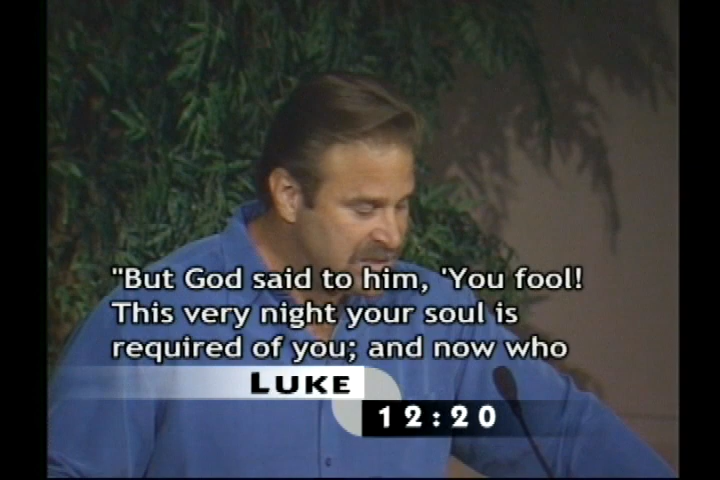 "But God said to him, 'You fool!
This very night your soul is
required of you; and now who
LUKE
12:20